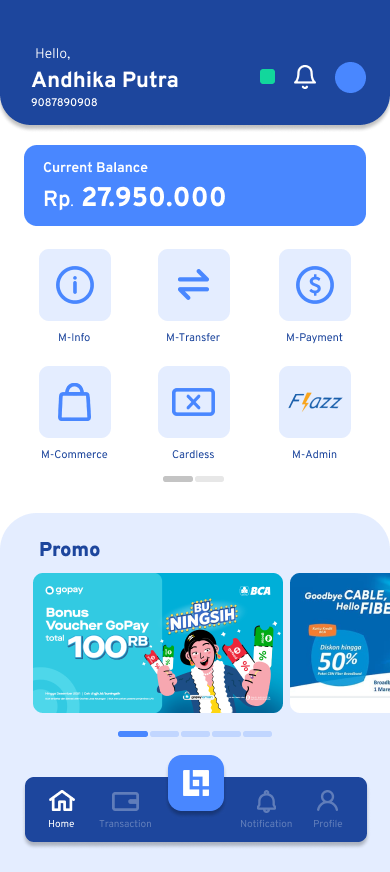 Hello,
Andhika Putra
9087890908
Current Balance
Rp. 27.950.000
M-Info
M-Transfer
M-Payment
Flazz
M-Commerce
Cardless
M-Admin
Promo
gopay
BCA
Bonus
Voucher GoPay
total 100RB
BU
NINGSIH
Goodbye CABLE,
Hello FIBE
Diskon hingga
50%
Home
Transaction
Notification
Profile